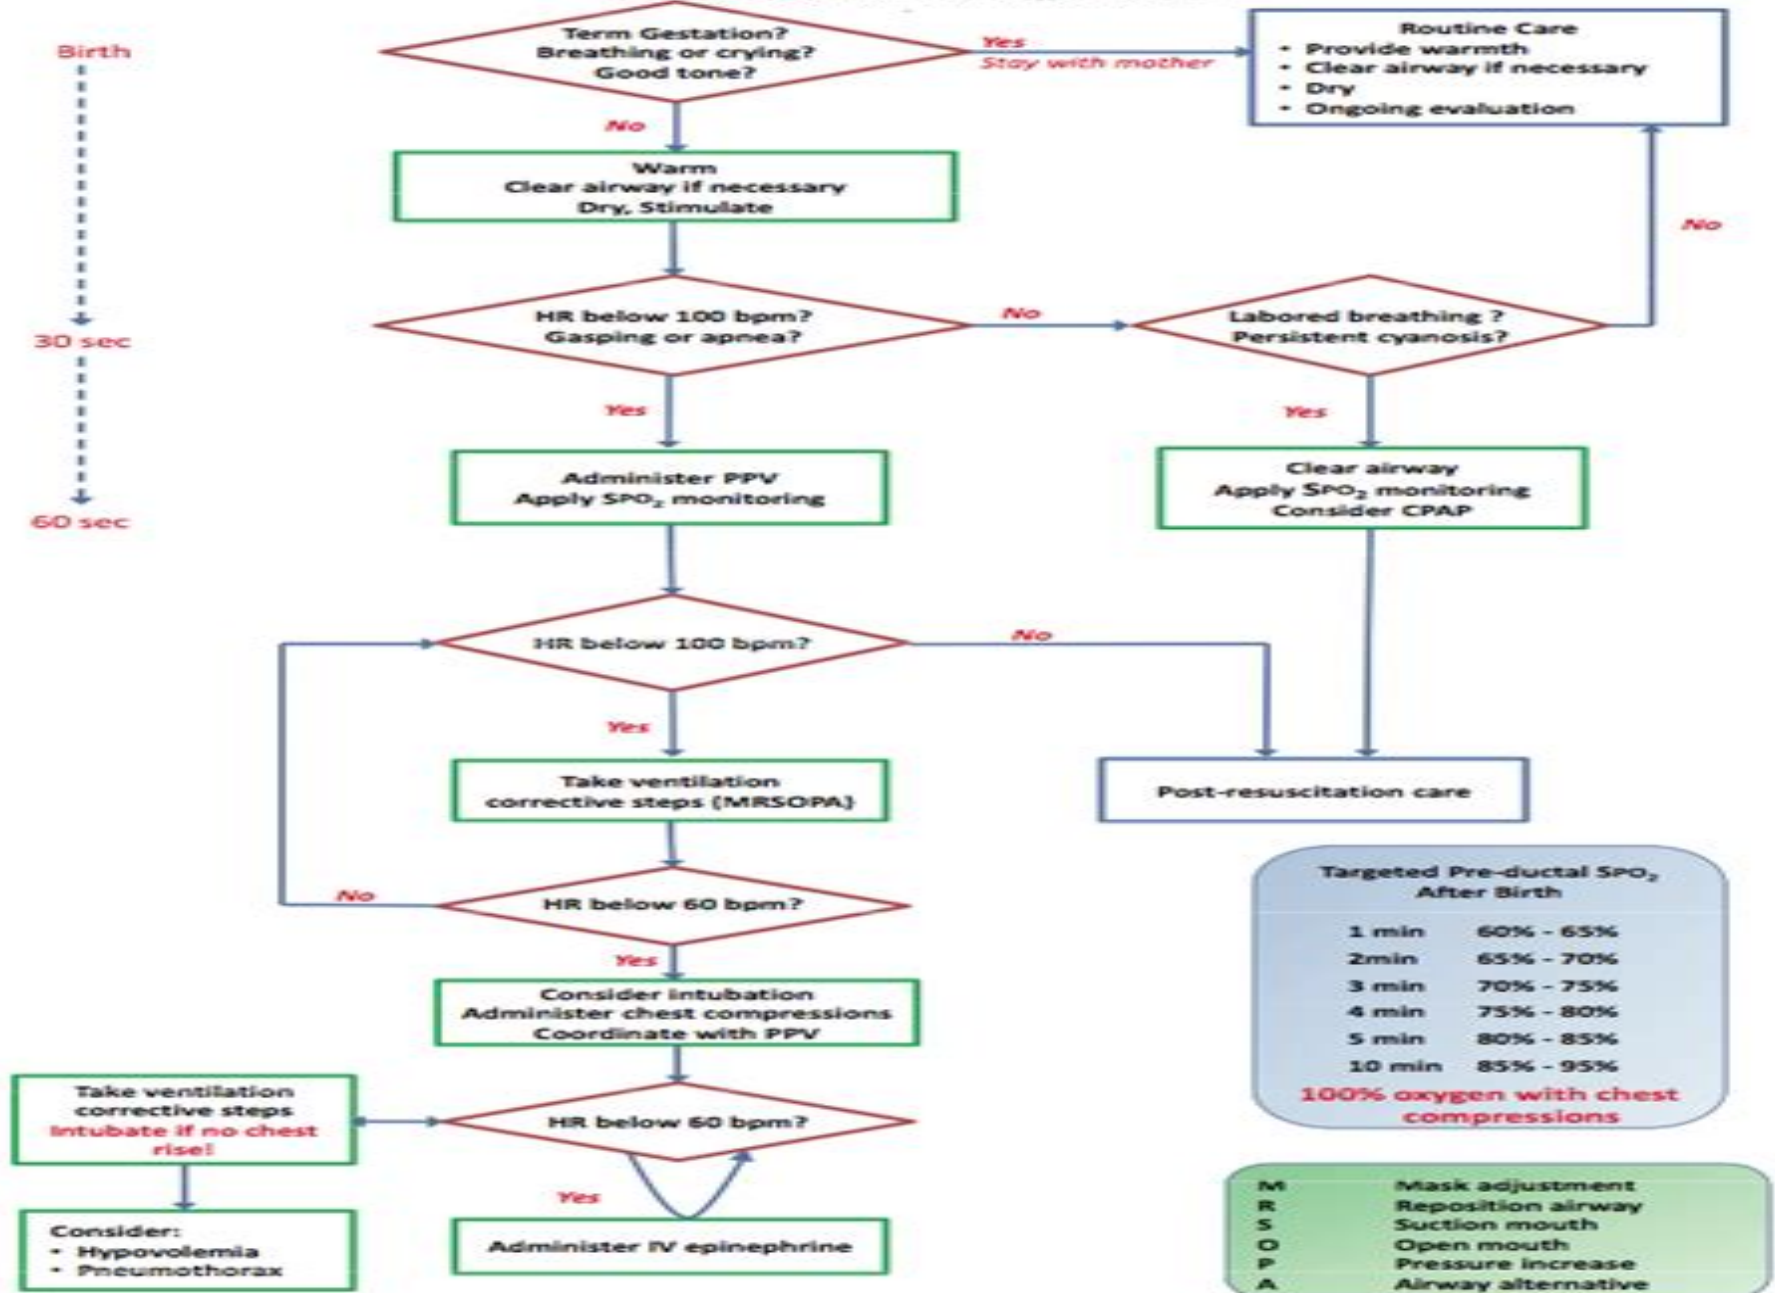 Birth
30 sec
60 sec
Term Gestation?
Breathing or crying?
Good tone?
Yes
Stay with mother
Routine Care
• Provide warmth
• Clear airway if necessary
• Dry
• Ongoing evaluation
No
Warm
Clear airway if necessary
Dry, Stimulate
HR below 100 bpm?
Gasping or apnea?
No
Labored breathing ?
Persistent cyanosis?
No
Yes
Yes
Administer PPV
Apply SPO₂ monitoring
Clear airway
Apply SPO₂ monitoring
Consider CPAP
HR below 100 bpm?
No
Yes
Take ventilation
corrective steps (MRSOPA)
Post-resuscitation care
HR below 60 bpm?
No
Yes
Consider intubation
Administer chest compressions
Coordinate with PPV
HR below 60 bpm?
Take ventilation
corrective steps
Intubate if no chest
rise!
Yes
Consider:
• Hypovolemia
• Pneumothorax
Administer IV epinephrine
Targeted Pre-ductal SPO₂
After Birth
1 min 60% - 65%
2min 65% - 70%
3 min 70% - 75%
4 min 75% - 80%
5 min 80% - 85%
10 min 85% - 95%
100% oxygen with chest
compressions
M Mask adjustment
R Reposition airway
S Suction mouth
O Open mouth
P Pressure increase
A Airway alternative